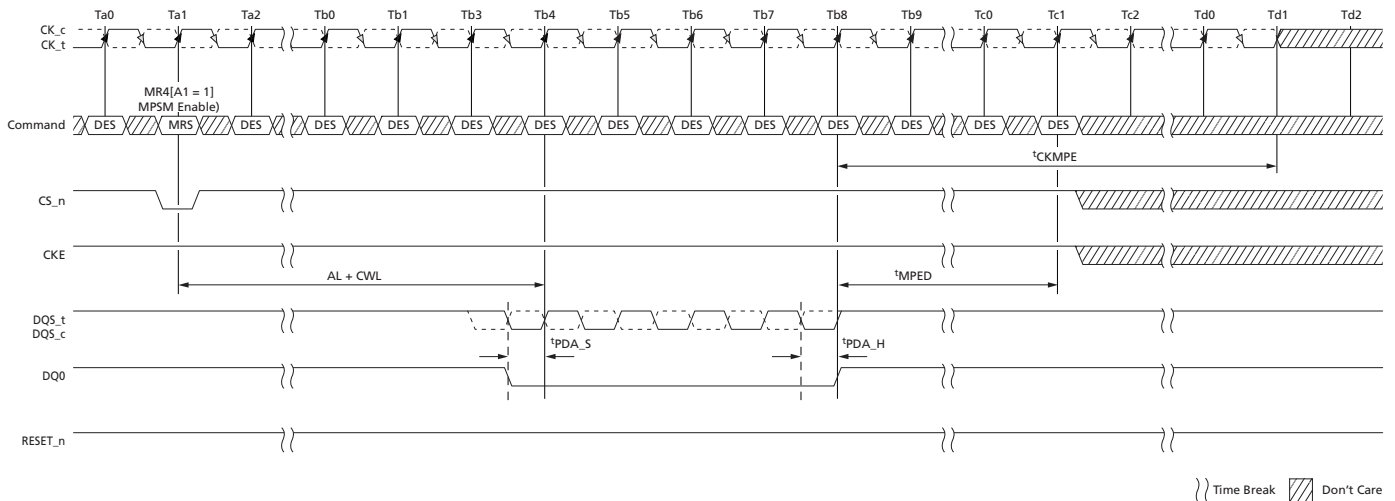 Ta0 Ta1 Ta2 Tb0 Tb1 Tb3 Tb4 Tb5 Tb6 Tb7 Tb8 Tb9 Tc0 Tc1 Tc2 Td0 Td1 Td2
CK_c
CK_t
MR4[A1 = 1]
MPSM Enable)
Command DES MRS DES DES DES DES DES DES DES DES DES DES DES DES
tCKMPE
CS_n
CKE
AL + CWL tMPED
DQS_t
DQS_c
tPDA_S tPDA_H
DQ0
RESET_n
Time Break Don't Care